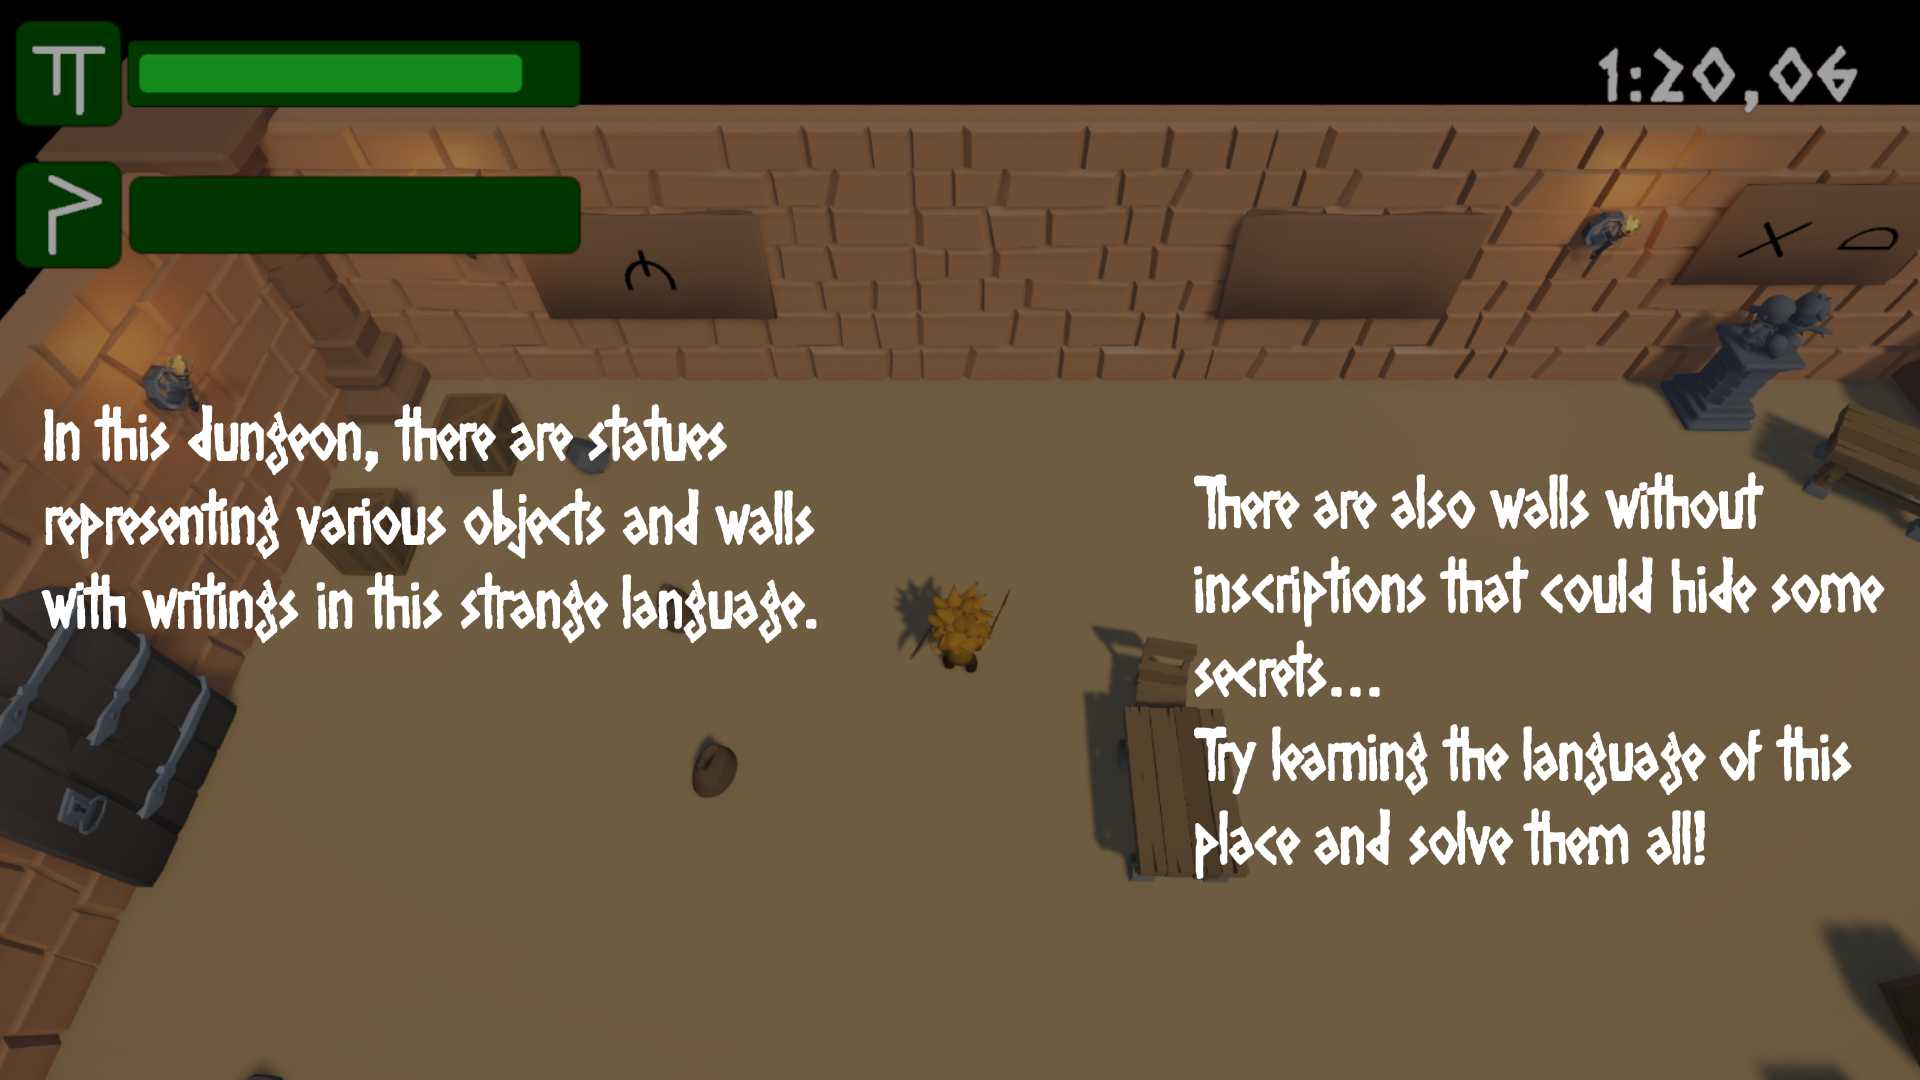 1:20,06
In this dungeon, there are statues
representing various objects and walls
with writings in this strange language.
There are also walls without
inscriptions that could hide some
secrets...
Try learning the language of this
place and solve them all!